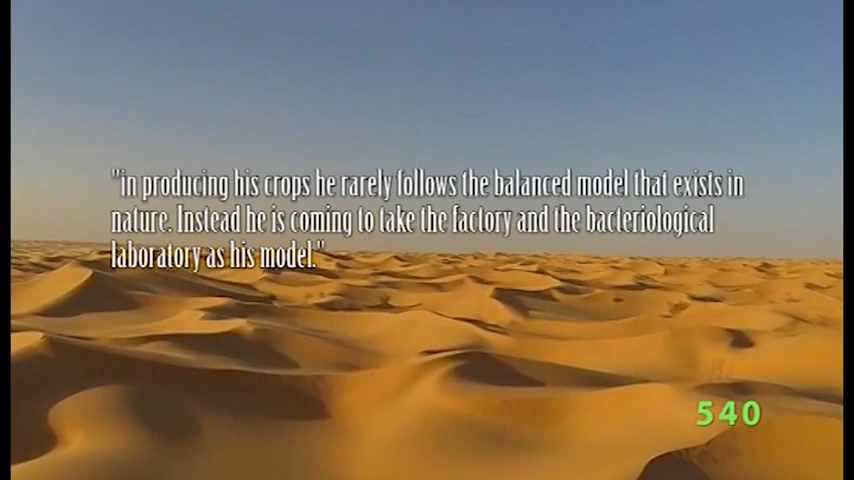 "in producing his crops he rarely follows the balanced model that exists in
nature. Instead he is coming to take the factory and the bacteriological
laboratory as his model."
540